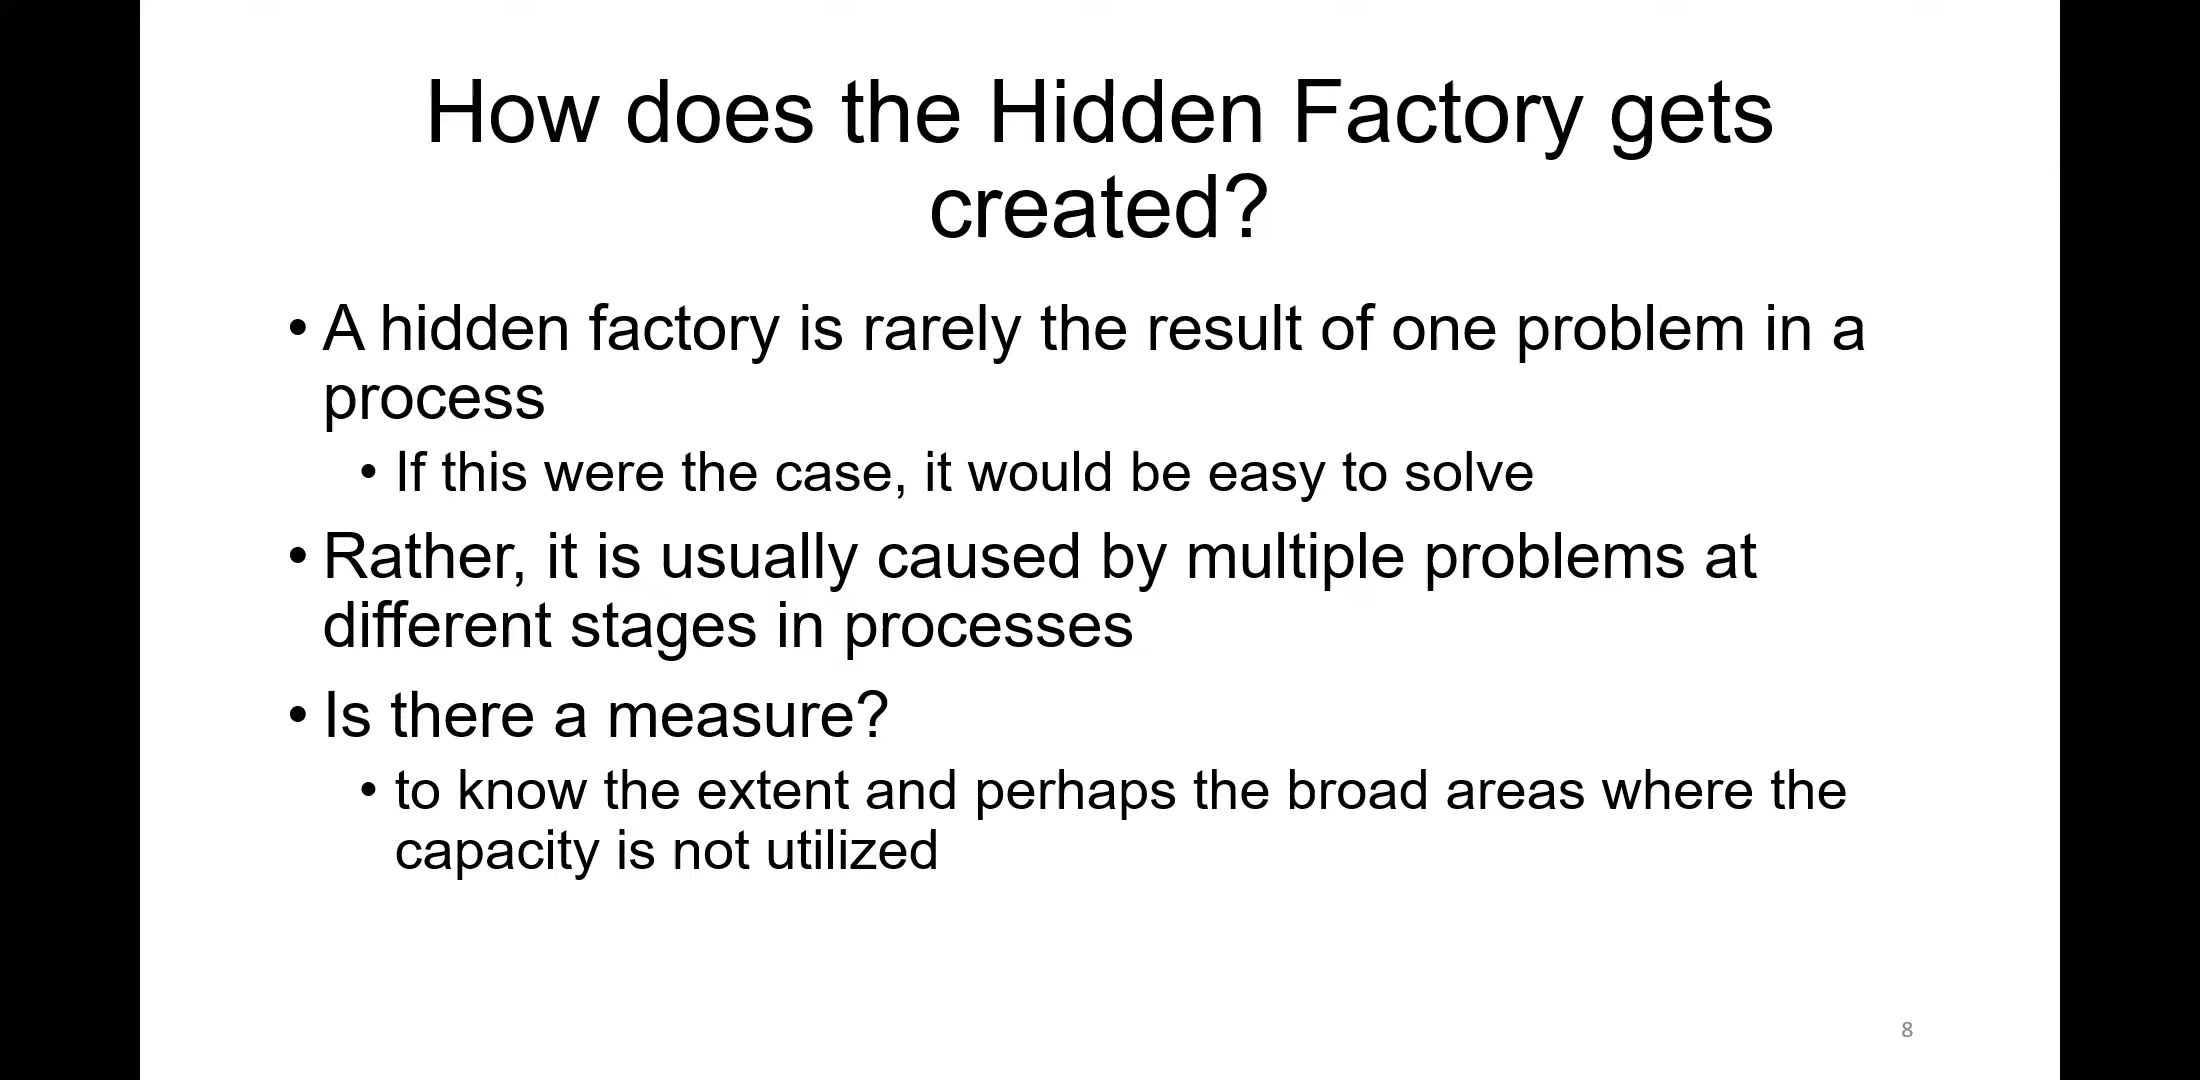 How does the Hidden Factory gets
created?
• A hidden factory is rarely the result of one problem in a
process
• If this were the case, it would be easy to solve
• Rather, it is usually caused by multiple problems at
different stages in processes
• Is there a measure?
• to know the extent and perhaps the broad areas where the
capacity is not utilized
8